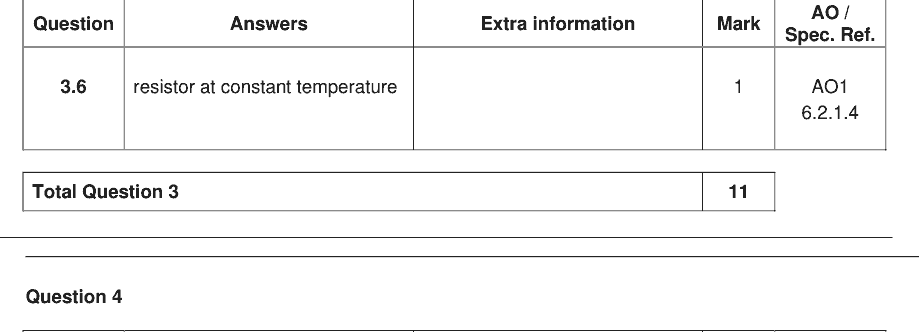 Question Answers Extra information Mark AO /
Spec. Ref.
3.6 resistor at constant temperature 1 AO1
6.2.1.4
Total Question 3 11
Question 4